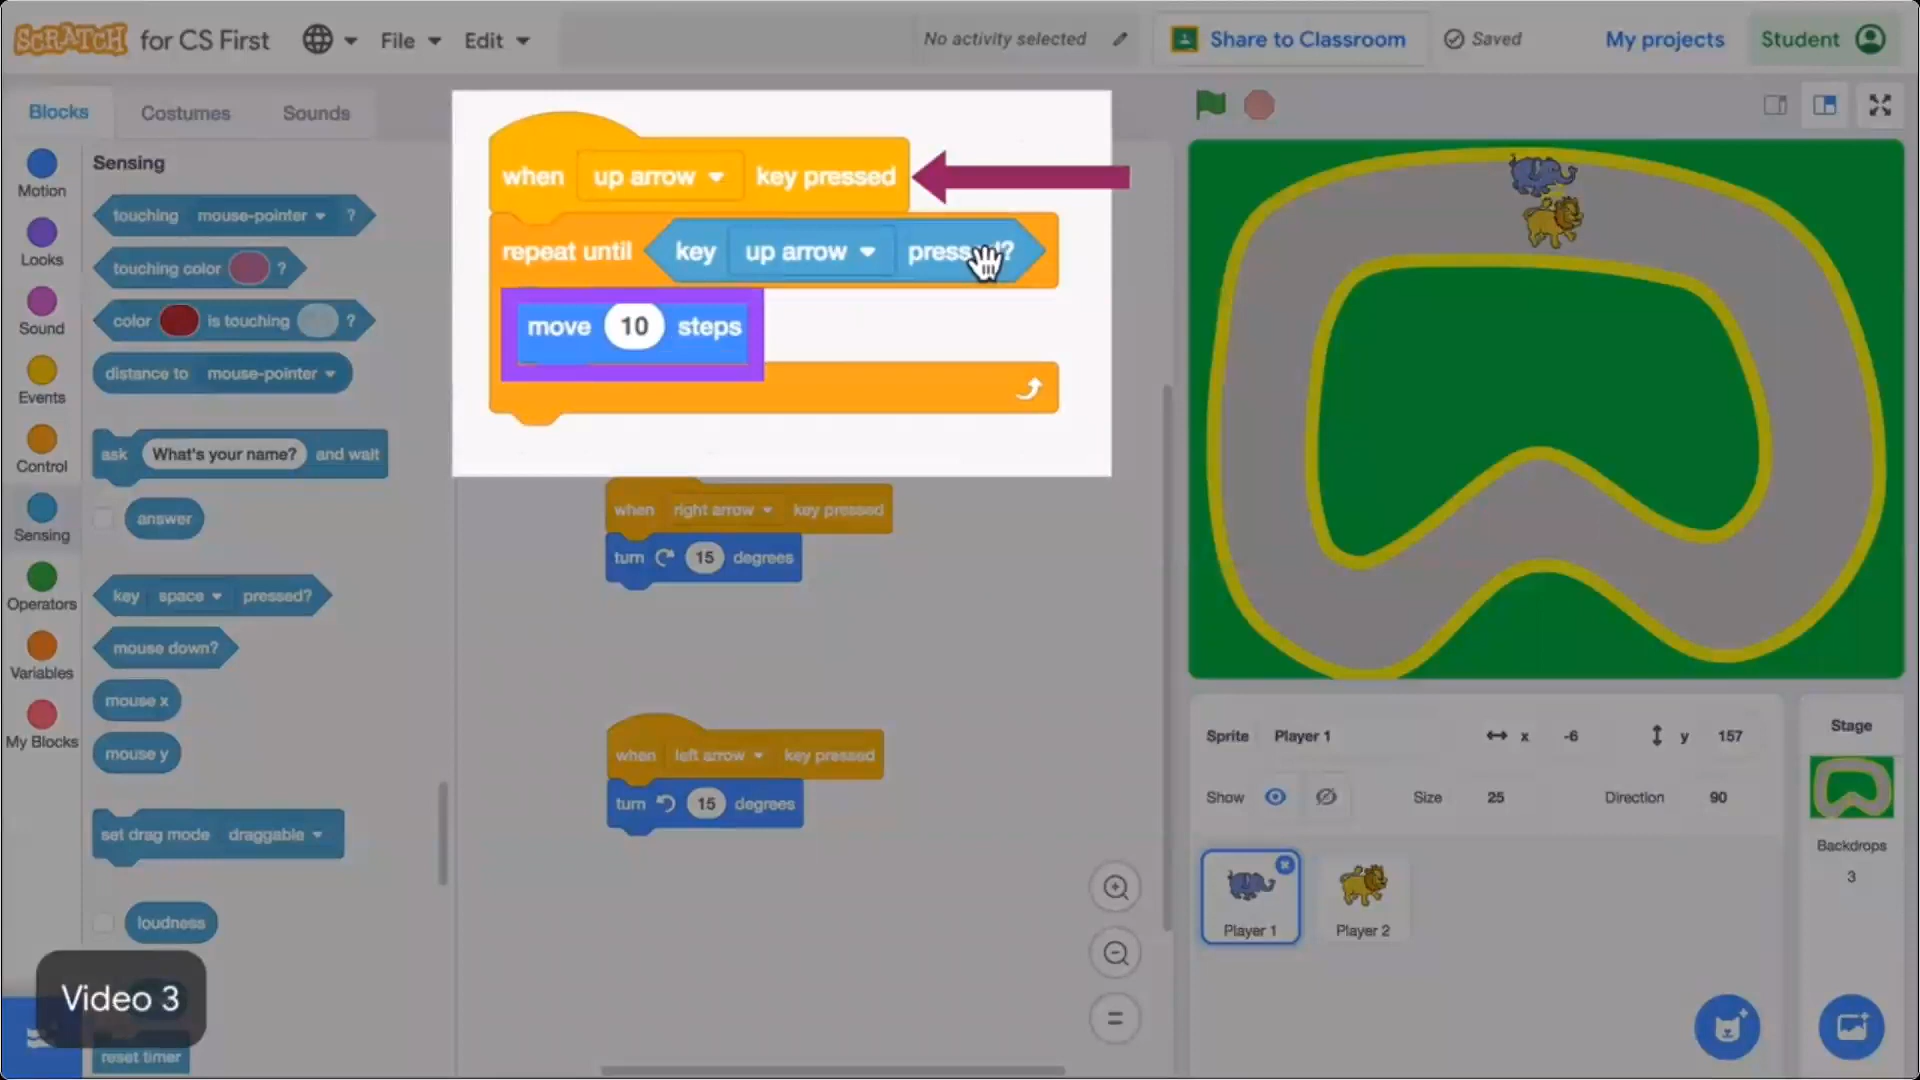 SCRATCH for CS First File Edit No activity selected Share to Classroom Saved My projects Student
Blocks Costumes Sounds
Motion
Looks
Sound
Events
Control
Sensing
Operators
Variables
My Blocks
Sensing
touching mouse-pointer ?
touching color ?
color is touching ?
distance to mouse-pointer
ask What's your name? and wait
answer
key space pressed?
mouse down?
mouse x
mouse y
set drag mode draggable
loudness
reset timer
Video 3
when up arrow key pressed
repeat until key up arrow pressed?
move 10 steps
when right arrow key pressed
turn 15 degrees
when left arrow key pressed
turn 15 degrees
Sprite Player 1 x -6 y 157
Show Size 25 Direction 90
Player 1
Player 2
Stage
Backdrops
3